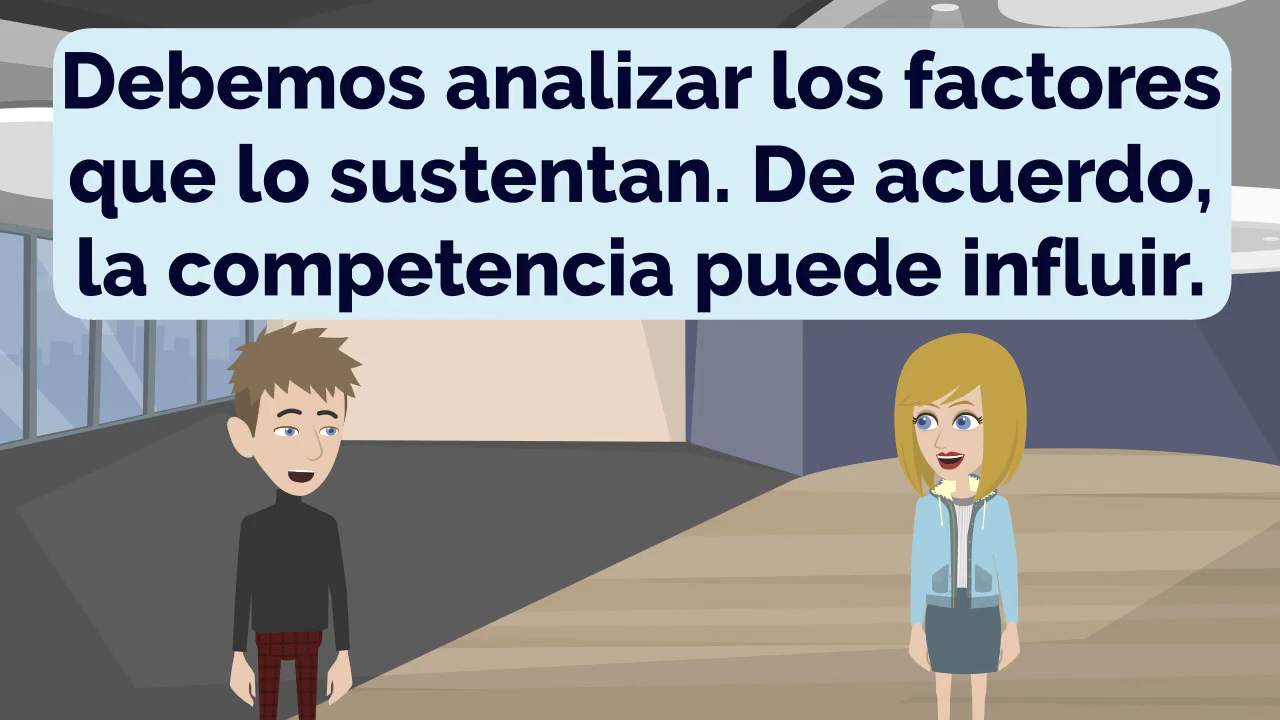 Debemos analizar los factores
que lo sustentan. De acuerdo,
la competencia puede influir.